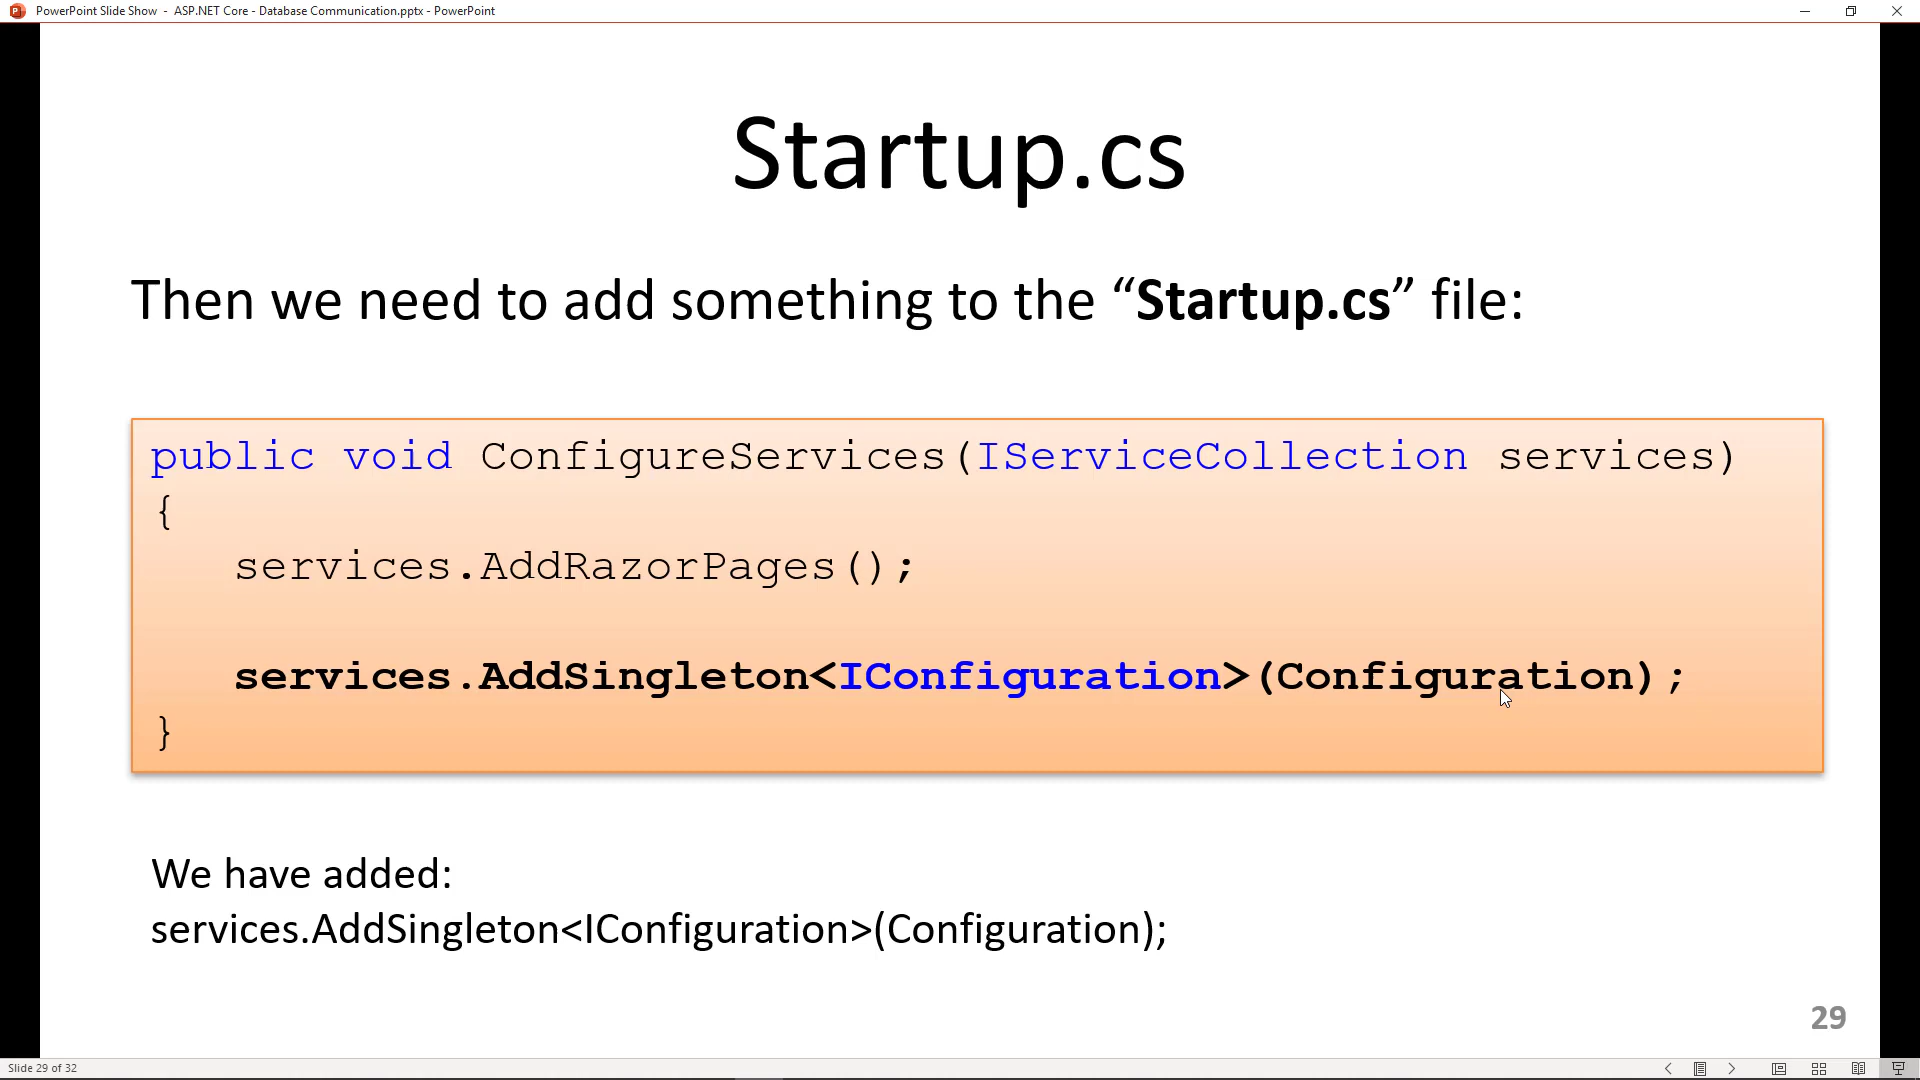 PowerPoint Slide Show - ASP.NET Core - Database Communication.pptx - PowerPoint
Startup.cs
Then we need to add something to the “Startup.cs” file:
public void ConfigureServices(IServiceCollection services)
{
services.AddRazorPages();
services.AddSingleton<IConfiguration>(Configuration);
}
We have added:
services.AddSingleton<IConfiguration>(Configuration);
29
Slide 29 of 32